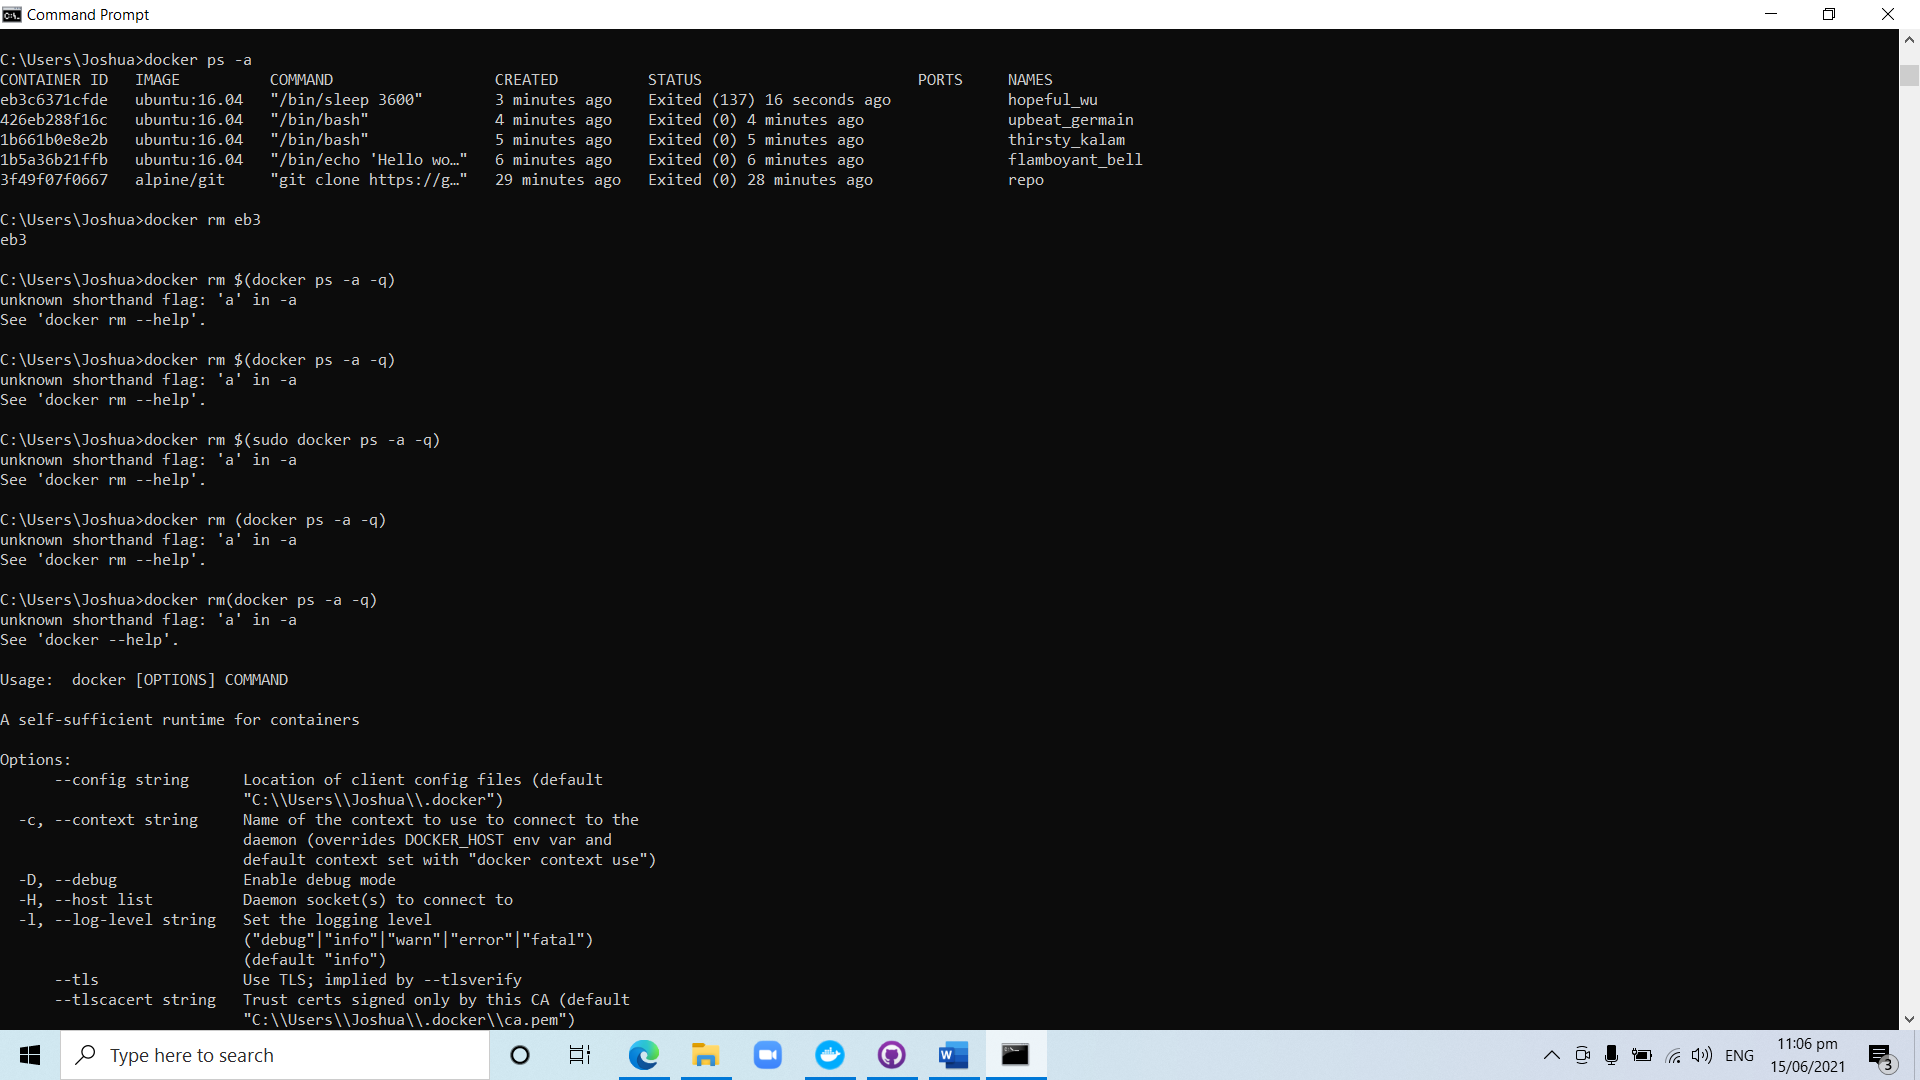 Command Prompt
C:\Users\Joshua>docker ps -a
CONTAINER ID   IMAGE          COMMAND                  CREATED          STATUS                        PORTS     NAMES
eb3c6371cfde   ubuntu:16.04   "/bin/sleep 3600"        3 minutes ago    Exited (137) 16 seconds ago             hopeful_wu
426eb288f16c   ubuntu:16.04   "/bin/bash"              4 minutes ago    Exited (0) 4 minutes ago                upbeat_germain
1b661b0e8e2b   ubuntu:16.04   "/bin/bash"              5 minutes ago    Exited (0) 5 minutes ago                thirsty_kalam
1b5a36b21ffb   ubuntu:16.04   "/bin/echo 'Hello wo…"   6 minutes ago    Exited (0) 6 minutes ago                flamboyant_bell
3f49f07f0667   alpine/git     "git clone https://g…"   29 minutes ago   Exited (0) 28 minutes ago               repo
C:\Users\Joshua>docker rm eb3
eb3
C:\Users\Joshua>docker rm $(docker ps -a -q)
unknown shorthand flag: 'a' in -a
See 'docker rm --help'.
C:\Users\Joshua>docker rm $(docker ps -a -q)
unknown shorthand flag: 'a' in -a
See 'docker rm --help'.
C:\Users\Joshua>docker rm $(sudo docker ps -a -q)
unknown shorthand flag: 'a' in -a
See 'docker rm --help'.
C:\Users\Joshua>docker rm (docker ps -a -q)
unknown shorthand flag: 'a' in -a
See 'docker rm --help'.
C:\Users\Joshua>docker rm(docker ps -a -q)
unknown shorthand flag: 'a' in -a
See 'docker --help'.
Usage:  docker [OPTIONS] COMMAND
A self-sufficient runtime for containers
Options:
      --config string      Location of client config files (default
                           "C:\\Users\\Joshua\\.docker")
  -c, --context string     Name of the context to use to connect to the
                           daemon (overrides DOCKER_HOST env var and
                           default context set with "docker context use")
  -D, --debug              Enable debug mode
  -H, --host list          Daemon socket(s) to connect to
  -l, --log-level string   Set the logging level
                           ("debug"|"info"|"warn"|"error"|"fatal")
                           (default "info")
      --tls                Use TLS; implied by --tlsverify
      --tlscacert string   Trust certs signed only by this CA (default
                           "C:\\Users\\Joshua\\.docker\\ca.pem")
Type here to search
ENG
11:06 pm
15/06/2021
3